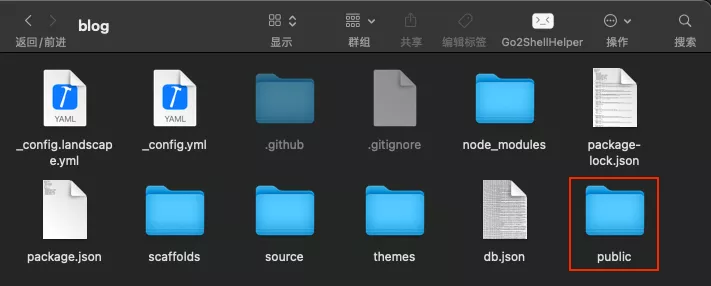 blog
返回/前进
显示
群组
共享
编辑标签
Go2ShellHelper
操作
搜索
YAML
YAML
_config.landscap
e.yml
_config.yml
.github
.gitignore
node_modules
package-
lock.json
package.json
scaffolds
source
themes
db.json
public